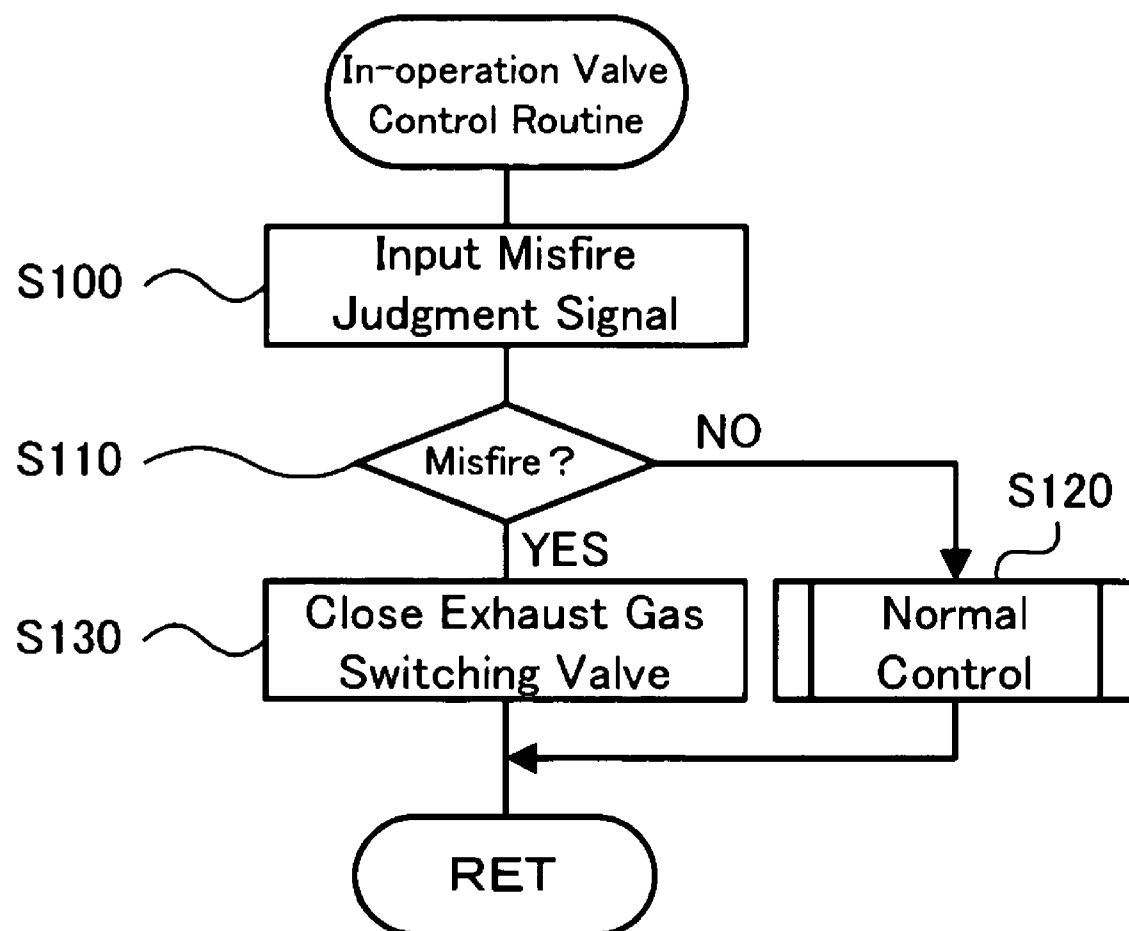 In-operation Valve
Control Routine
S100
Input Misfire
Judgment Signal
S110
Misfire?
NO
YES
S120
S130
Close Exhaust Gas
Switching Valve
Normal
Control
RET